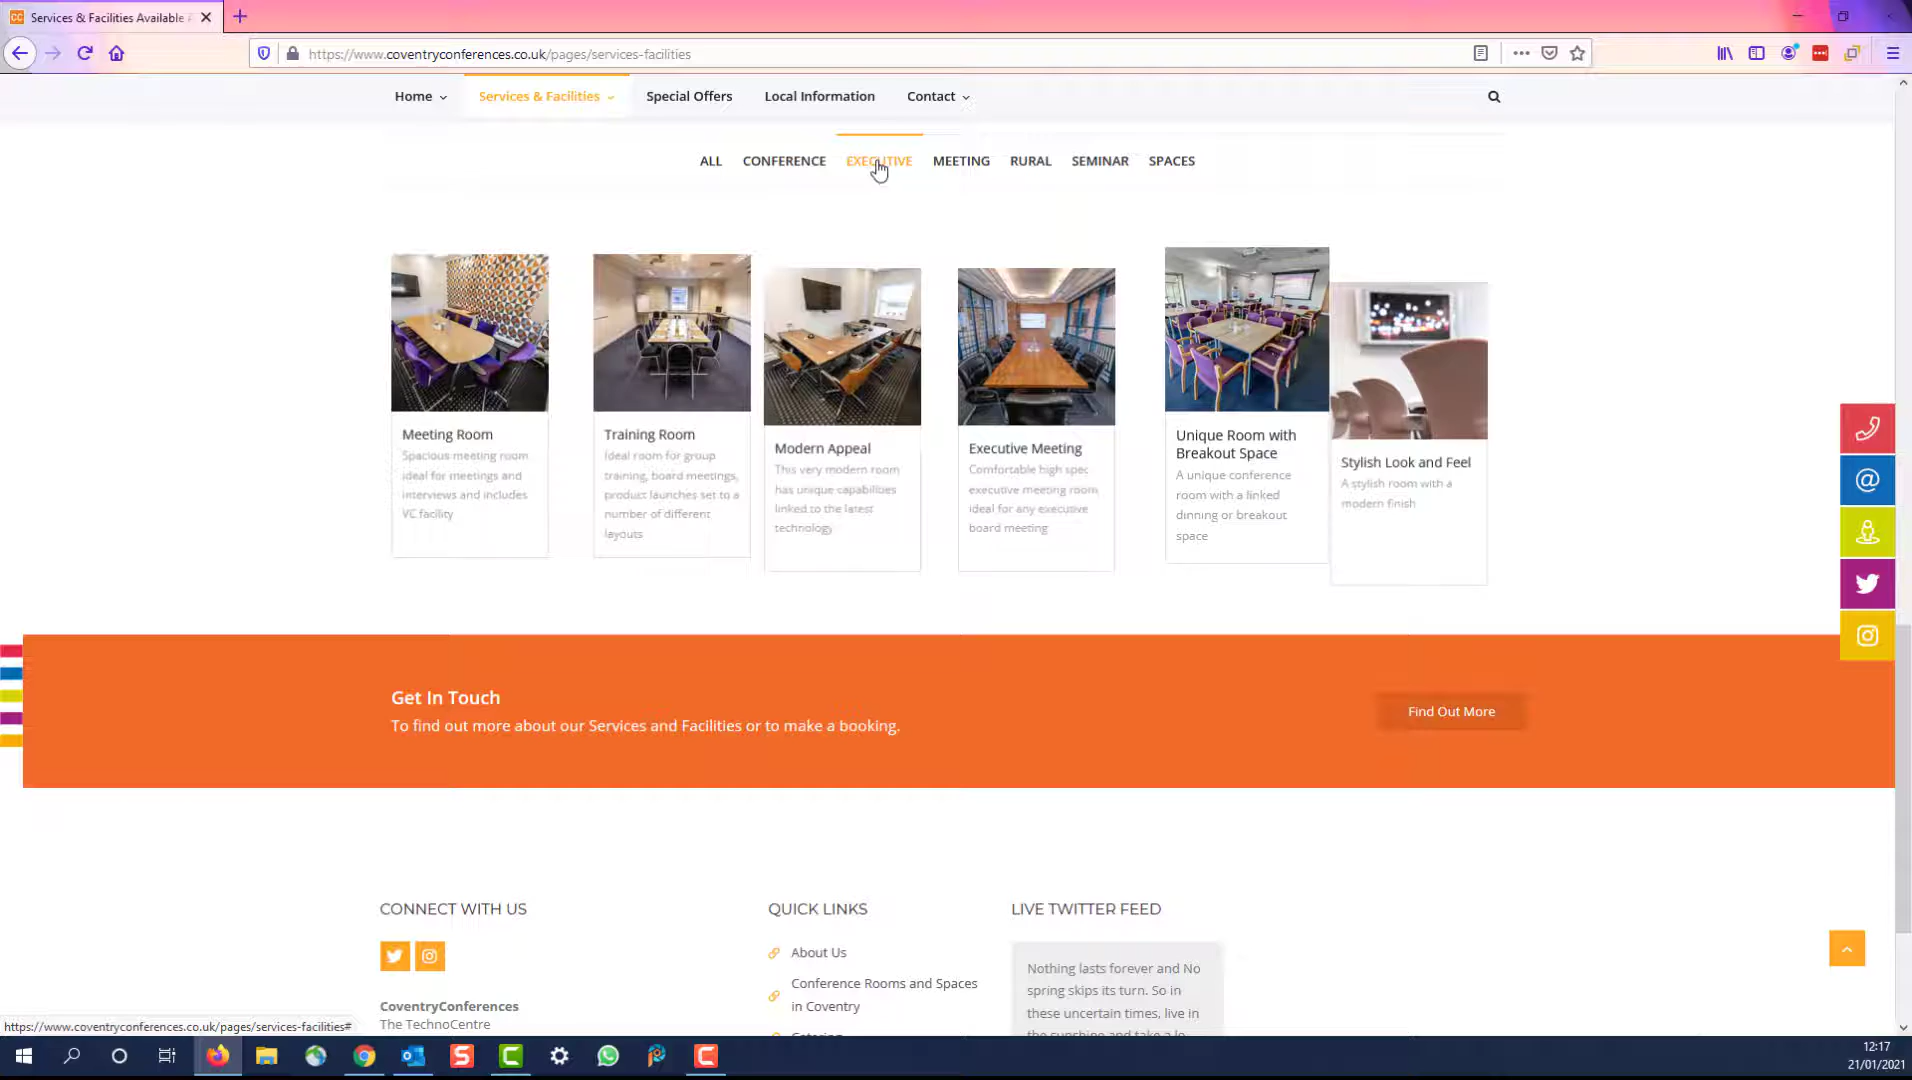 Services & Facilities Available
https://www.coventryconferences.co.uk/pages/services-facilities
Home
Services & Facilities
Special Offers
Local Information
Contact
ALL
CONFERENCE
EXECUTIVE
MEETING
RURAL
SEMINAR
SPACES
Meeting Room
Spacious meeting room
ideal for meetings and
interviews and includes
VC facility
Training Room
Ideal room for group
training, board meetings,
product launches set to a
number of different
layouts
Modern Appeal
This very modern room
has unique capabilities
linked to the latest
technology
Executive Meeting
Comfortable high spec
executive meeting room
ideal for any executive
board meeting
Unique Room with
Breakout Space
A unique conference
room with a linked
dinning or breakout
space
Stylish Look and Feel
A stylish room with a
modern finish
Get In Touch
To find out more about our Services and Facilities or to make a booking.
Find Out More
CONNECT WITH US
CoventryConferences
The TechnoCentre
QUICK LINKS
About Us
Conference Rooms and Spaces
in Coventry
Catering
LIVE TWITTER FEED
Nothing lasts forever and No
spring skips its turn. So in
these uncertain times, live in
the sunshine and take a
https://www.coventryconferences.co.uk/pages/services-facilities#
12:17
21/01/2021